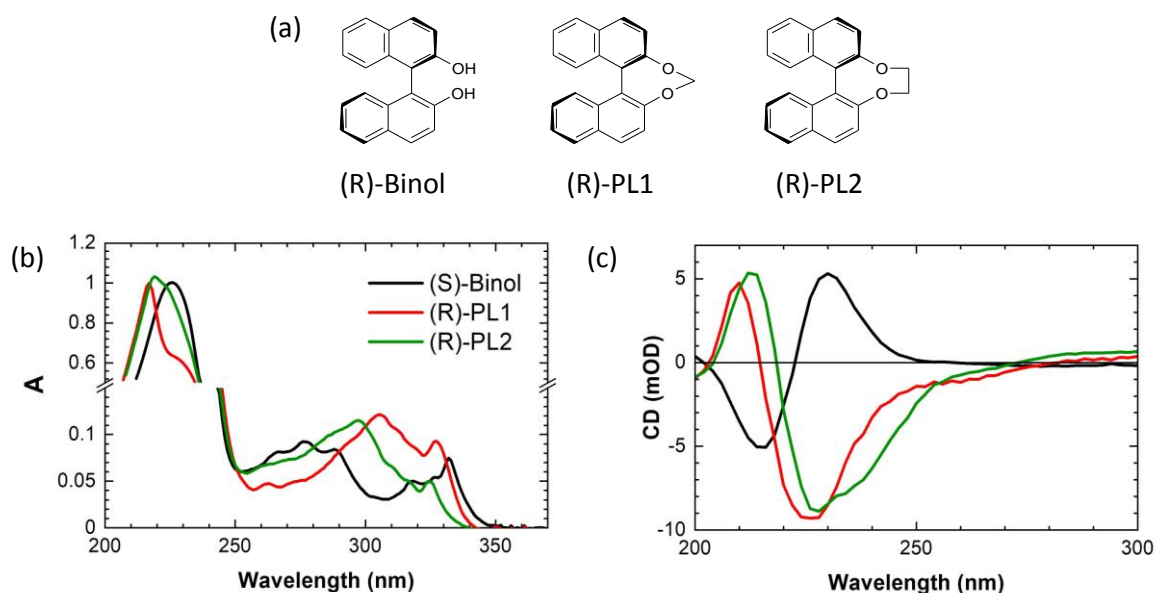 (a)
OH
OH
O
O
O
O
(R)-Binol
(R)-PL1
(R)-PL2
(b)
1.2
1
0.8
0.6
0.1
0.05
0
A
(S)-Binol
(R)-PL1
(R)-PL2
200
250
300
350
Wavelength (nm)
(c)
5
0
-5
-10
CD (mOD)
200
250
300
Wavelength (nm)